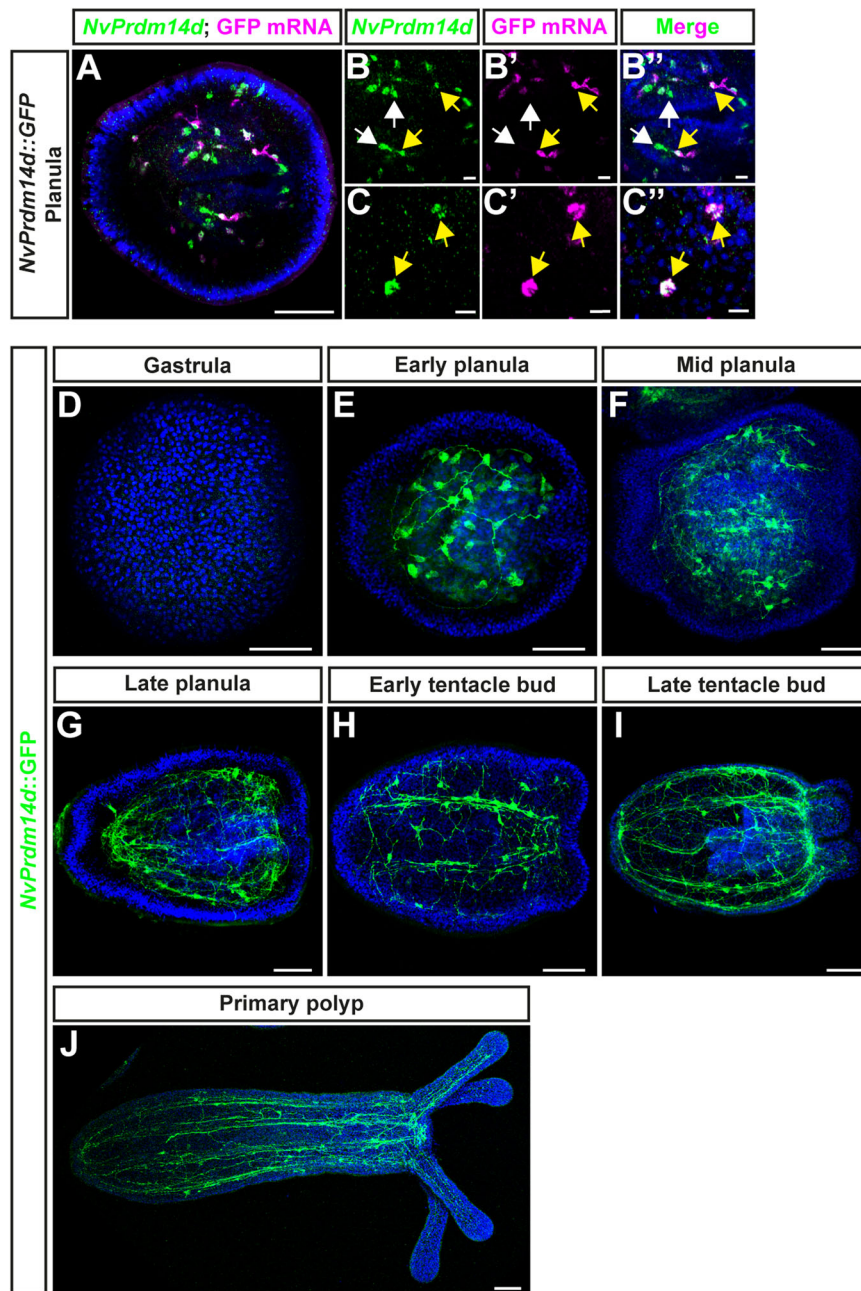 NvPrdm14d; GFP mRNA
NvPrdm14d
GFP mRNA
Merge
NvPrdm14d::GFP
Planula
A
B
B'
B''
C
C'
C''
NvPrdm14d::GFP
Gastrula
Early planula
Mid planula
D
E
F
Late planula
Early tentacle bud
Late tentacle bud
G
H
I
Primary polyp
J